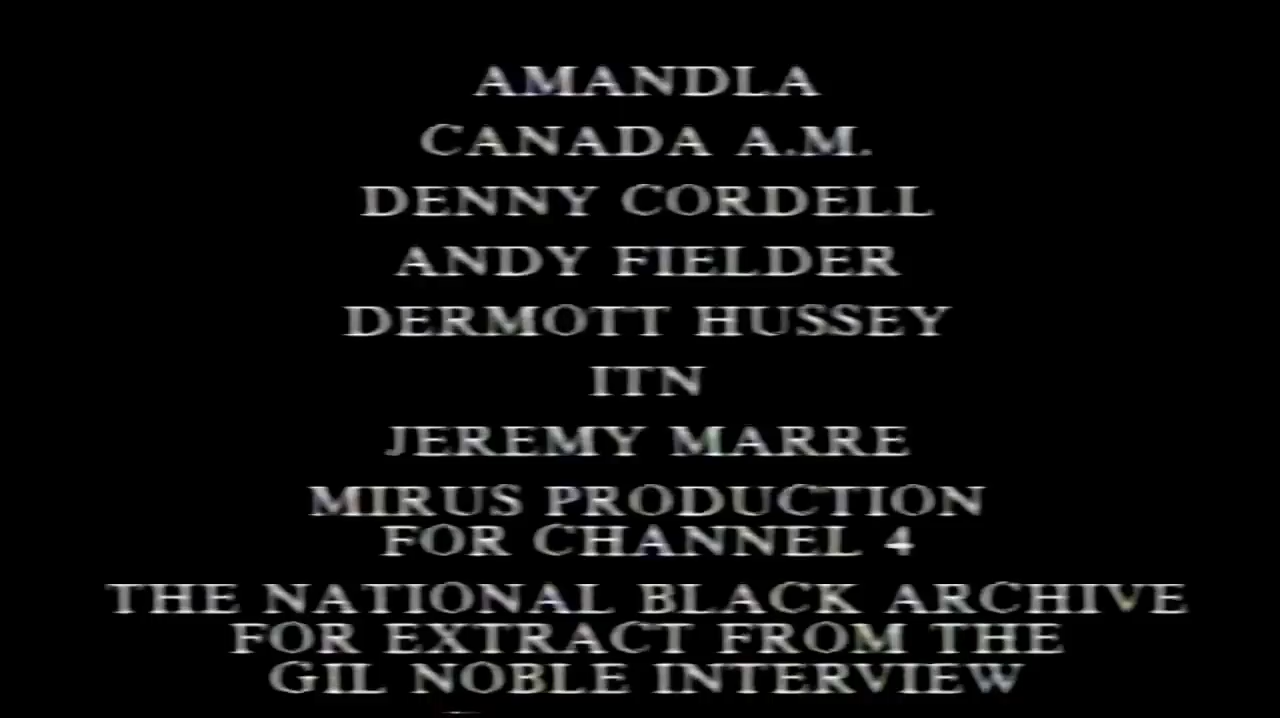 AMANDLA
CANADA A.M.
DENNY CORDELL
ANDY FIELDER
DERMOTT HUSSEY
ITN
JEREMY MARRE
MIRUS PRODUCTION
FOR CHANNEL 4
THE NATIONAL BLACK ARCHIVE
FOR EXTRACT FROM THE
GIL NOBLE INTERVIEW